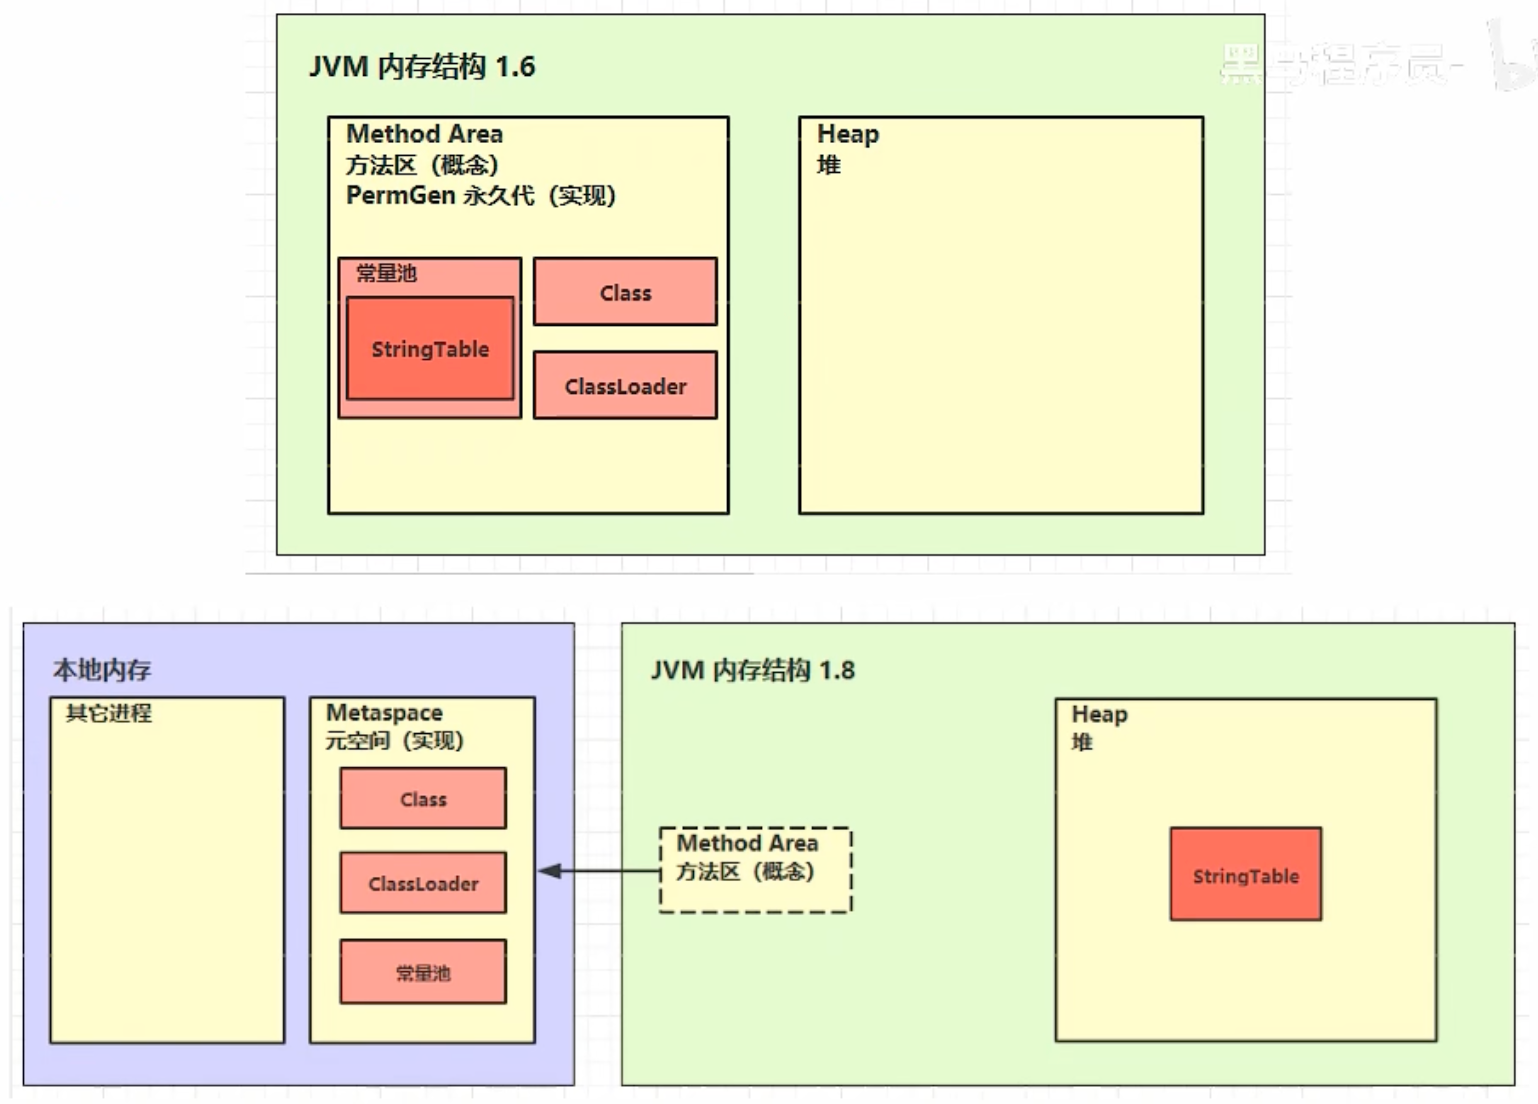 JVM 内存结构 1.6
黑马程序员-
Method Area
方法区（概念）
PermGen 永久代（实现）
常量池
StringTable
Class
ClassLoader
Heap
堆
本地内存
其它进程
Metaspace
元空间（实现）
Class
ClassLoader
常量池
JVM 内存结构 1.8
Method Area
方法区（概念）
Heap
堆
StringTable